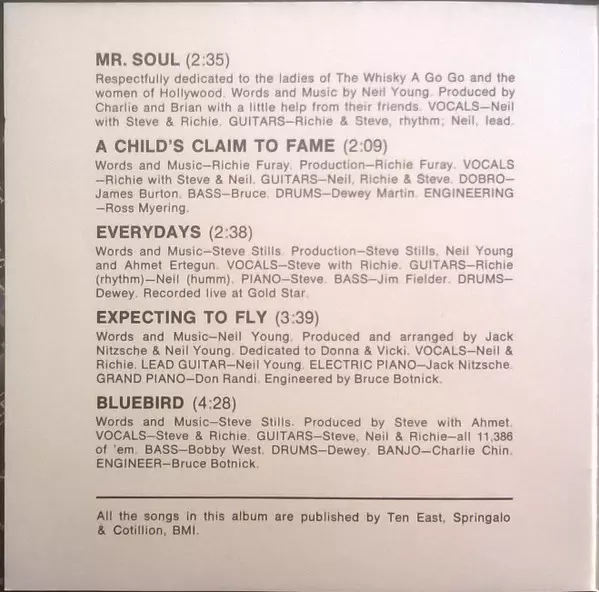 MR. SOUL (2:35)
Respectfully dedicated to the ladies of The Whisky A Go Go and the
women of Hollywood. Words and Music by Neil Young. Produced by
Charlie and Brian with a little help from their friends. VOCALS—Neil
with Steve & Richie. GUITARS—Richie & Steve, rhythm; Neil, lead.
A CHILD'S CLAIM TO FAME (2:09)
Words and Music—Richie Furay. Production—Richie Furay. VOCALS
—Richie with Steve & Neil. GUITARS—Neil, Richie & Steve. DOBRO—
James Burton. BASS—Bruce. DRUMS—Dewey Martin. ENGINEERING
—Ross Myering.
EVERYDAYS (2:38)
Words and Music—Steve Stills. Production—Steve Stills, Neil Young
and Ahmet Ertegun. VOCALS—Steve with Richie. GUITARS—Richie
(rhythm)—Neil (humm). PIANO—Steve. BASS—Jim Fielder. DRUMS—
Dewey. Recorded live at Gold Star.
EXPECTING TO FLY (3:39)
Words and Music—Neil Young. Produced and arranged by Jack
Nitzsche & Neil Young. Dedicated to Donna & Vicki. VOCALS—Neil &
Richie. LEAD GUITAR—Neil Young. ELECTRIC PIANO—Jack Nitzsche.
GRAND PIANO—Don Randi. Engineered by Bruce Botnick.
BLUEBIRD (4:28)
Words and Music—Steve Stills. Produced by Steve with Ahmet.
VOCALS—Steve & Richie. GUITARS—Steve, Neil & Richie—all 11,386
of 'em. BASS—Bobby West. DRUMS—Dewey. BANJO—Charlie Chin.
ENGINEER—Bruce Botnick.
All the songs in this album are published by Ten East, Springalo
& Cotillion, BMI.